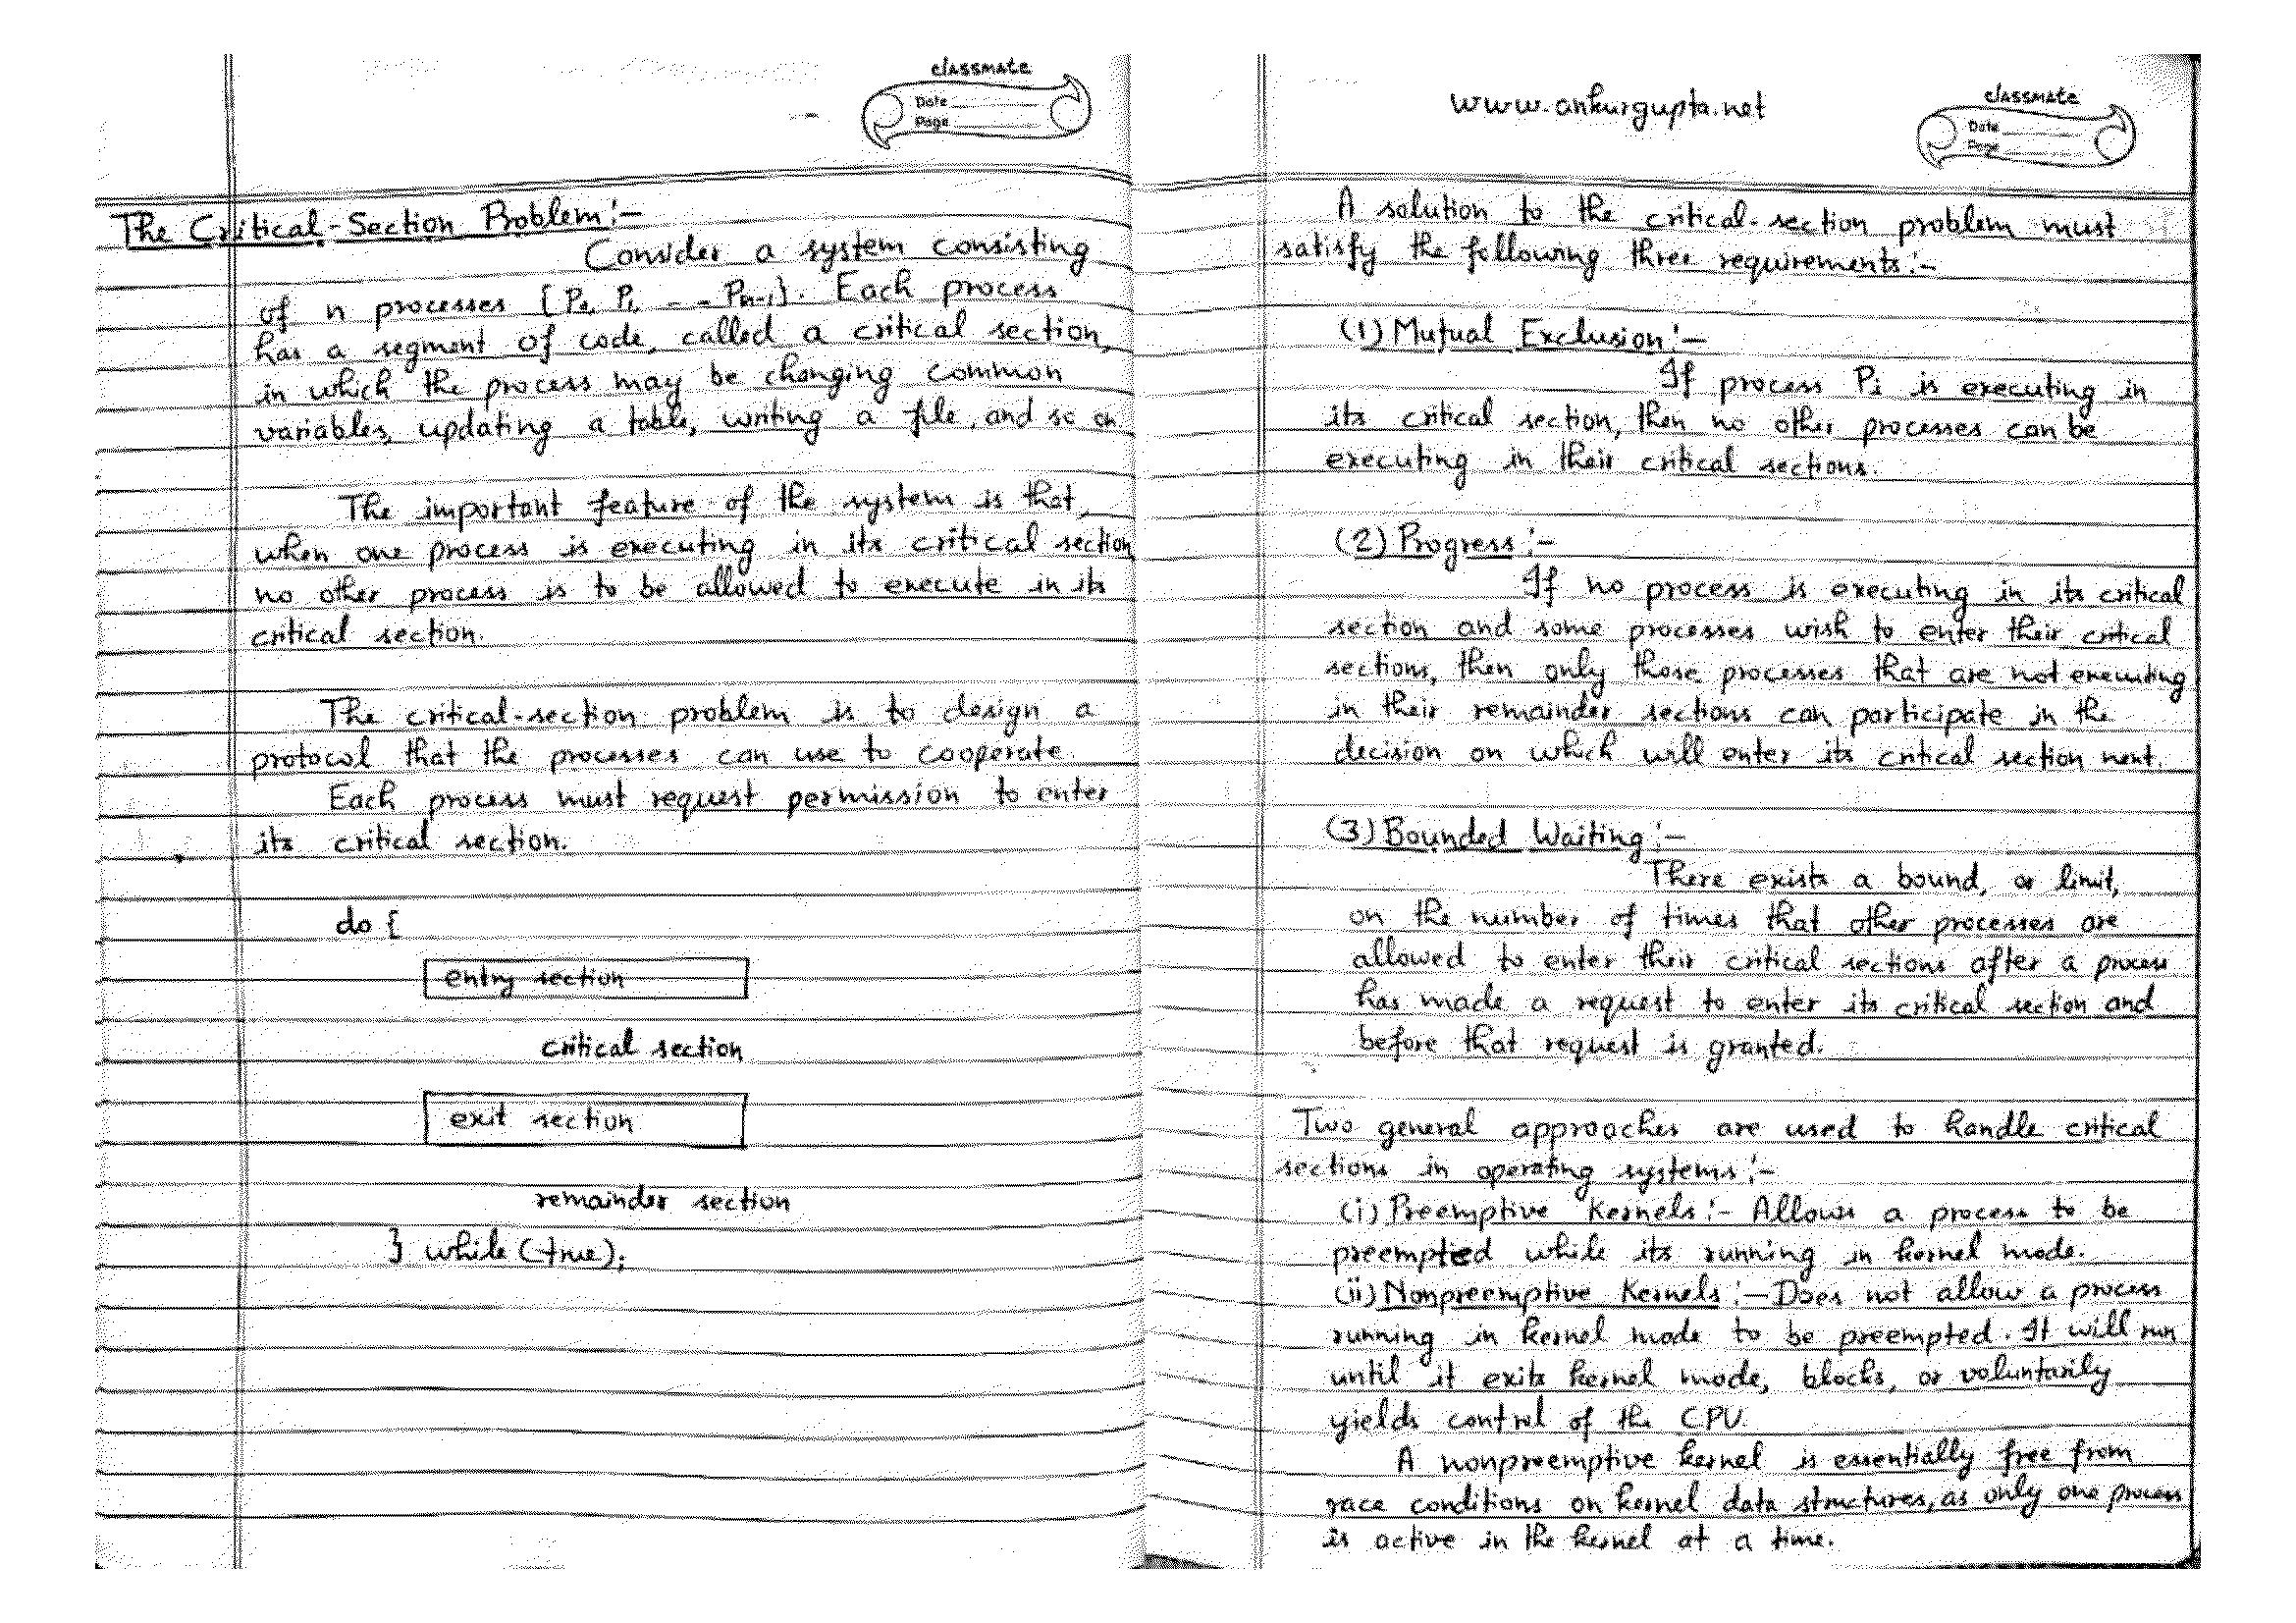 classmate
Date
Page
The Critical-Section Problem:-
Consider a system consisting
of n processes {P0, P1, -- Pn-1}. Each process
has a segment of code, called a critical section,
in which the process may be changing common
variables, updating a table, writing a file, and so on
The important feature of the system is that,
when one process is executing in its critical section
no other process is to be allowed to execute in its
critical section.
The critical-section problem is to design a
protocol that the processes can use to cooperate
Each process must request permission to enter
its critical section.
do {
entry section
critical section
exit section
remainder section
} while (true);
www.ankurgupta.net
classmate
Date
Page
A solution to the critical-section problem must
satisfy the following three requirements:-
(1) Mutual Exclusion:-
If process Pi is executing in
its critical section, then no other processes can be
executing in their critical sections.
(2) Progress:-
If no process is executing in its critical
section and some processes wish to enter their critical
sections, then only those processes that are not executing
in their remainder sections can participate in the
decision on which will enter its critical section next.
(3) Bounded Waiting:-
There exists a bound, or limit,
on the number of times that other processes are
allowed to enter their critical sections after a process
has made a request to enter its critical section and
before that request is granted.
Two general approaches are used to handle critical
sections in operating systems:-
(i) Preemptive Kernels:- Allows a process to be
preempted while its running in kernel mode.
(ii) Nonpreemptive Kernels:- Does not allow a process
running in kernel mode to be preempted. It will run
until it exits kernel mode, blocks, or voluntarily
yields control of the CPU.
A nonpreemptive kernel is essentially free from
race conditions on kernel data structures, as only one process
is active in the kernel at a time.